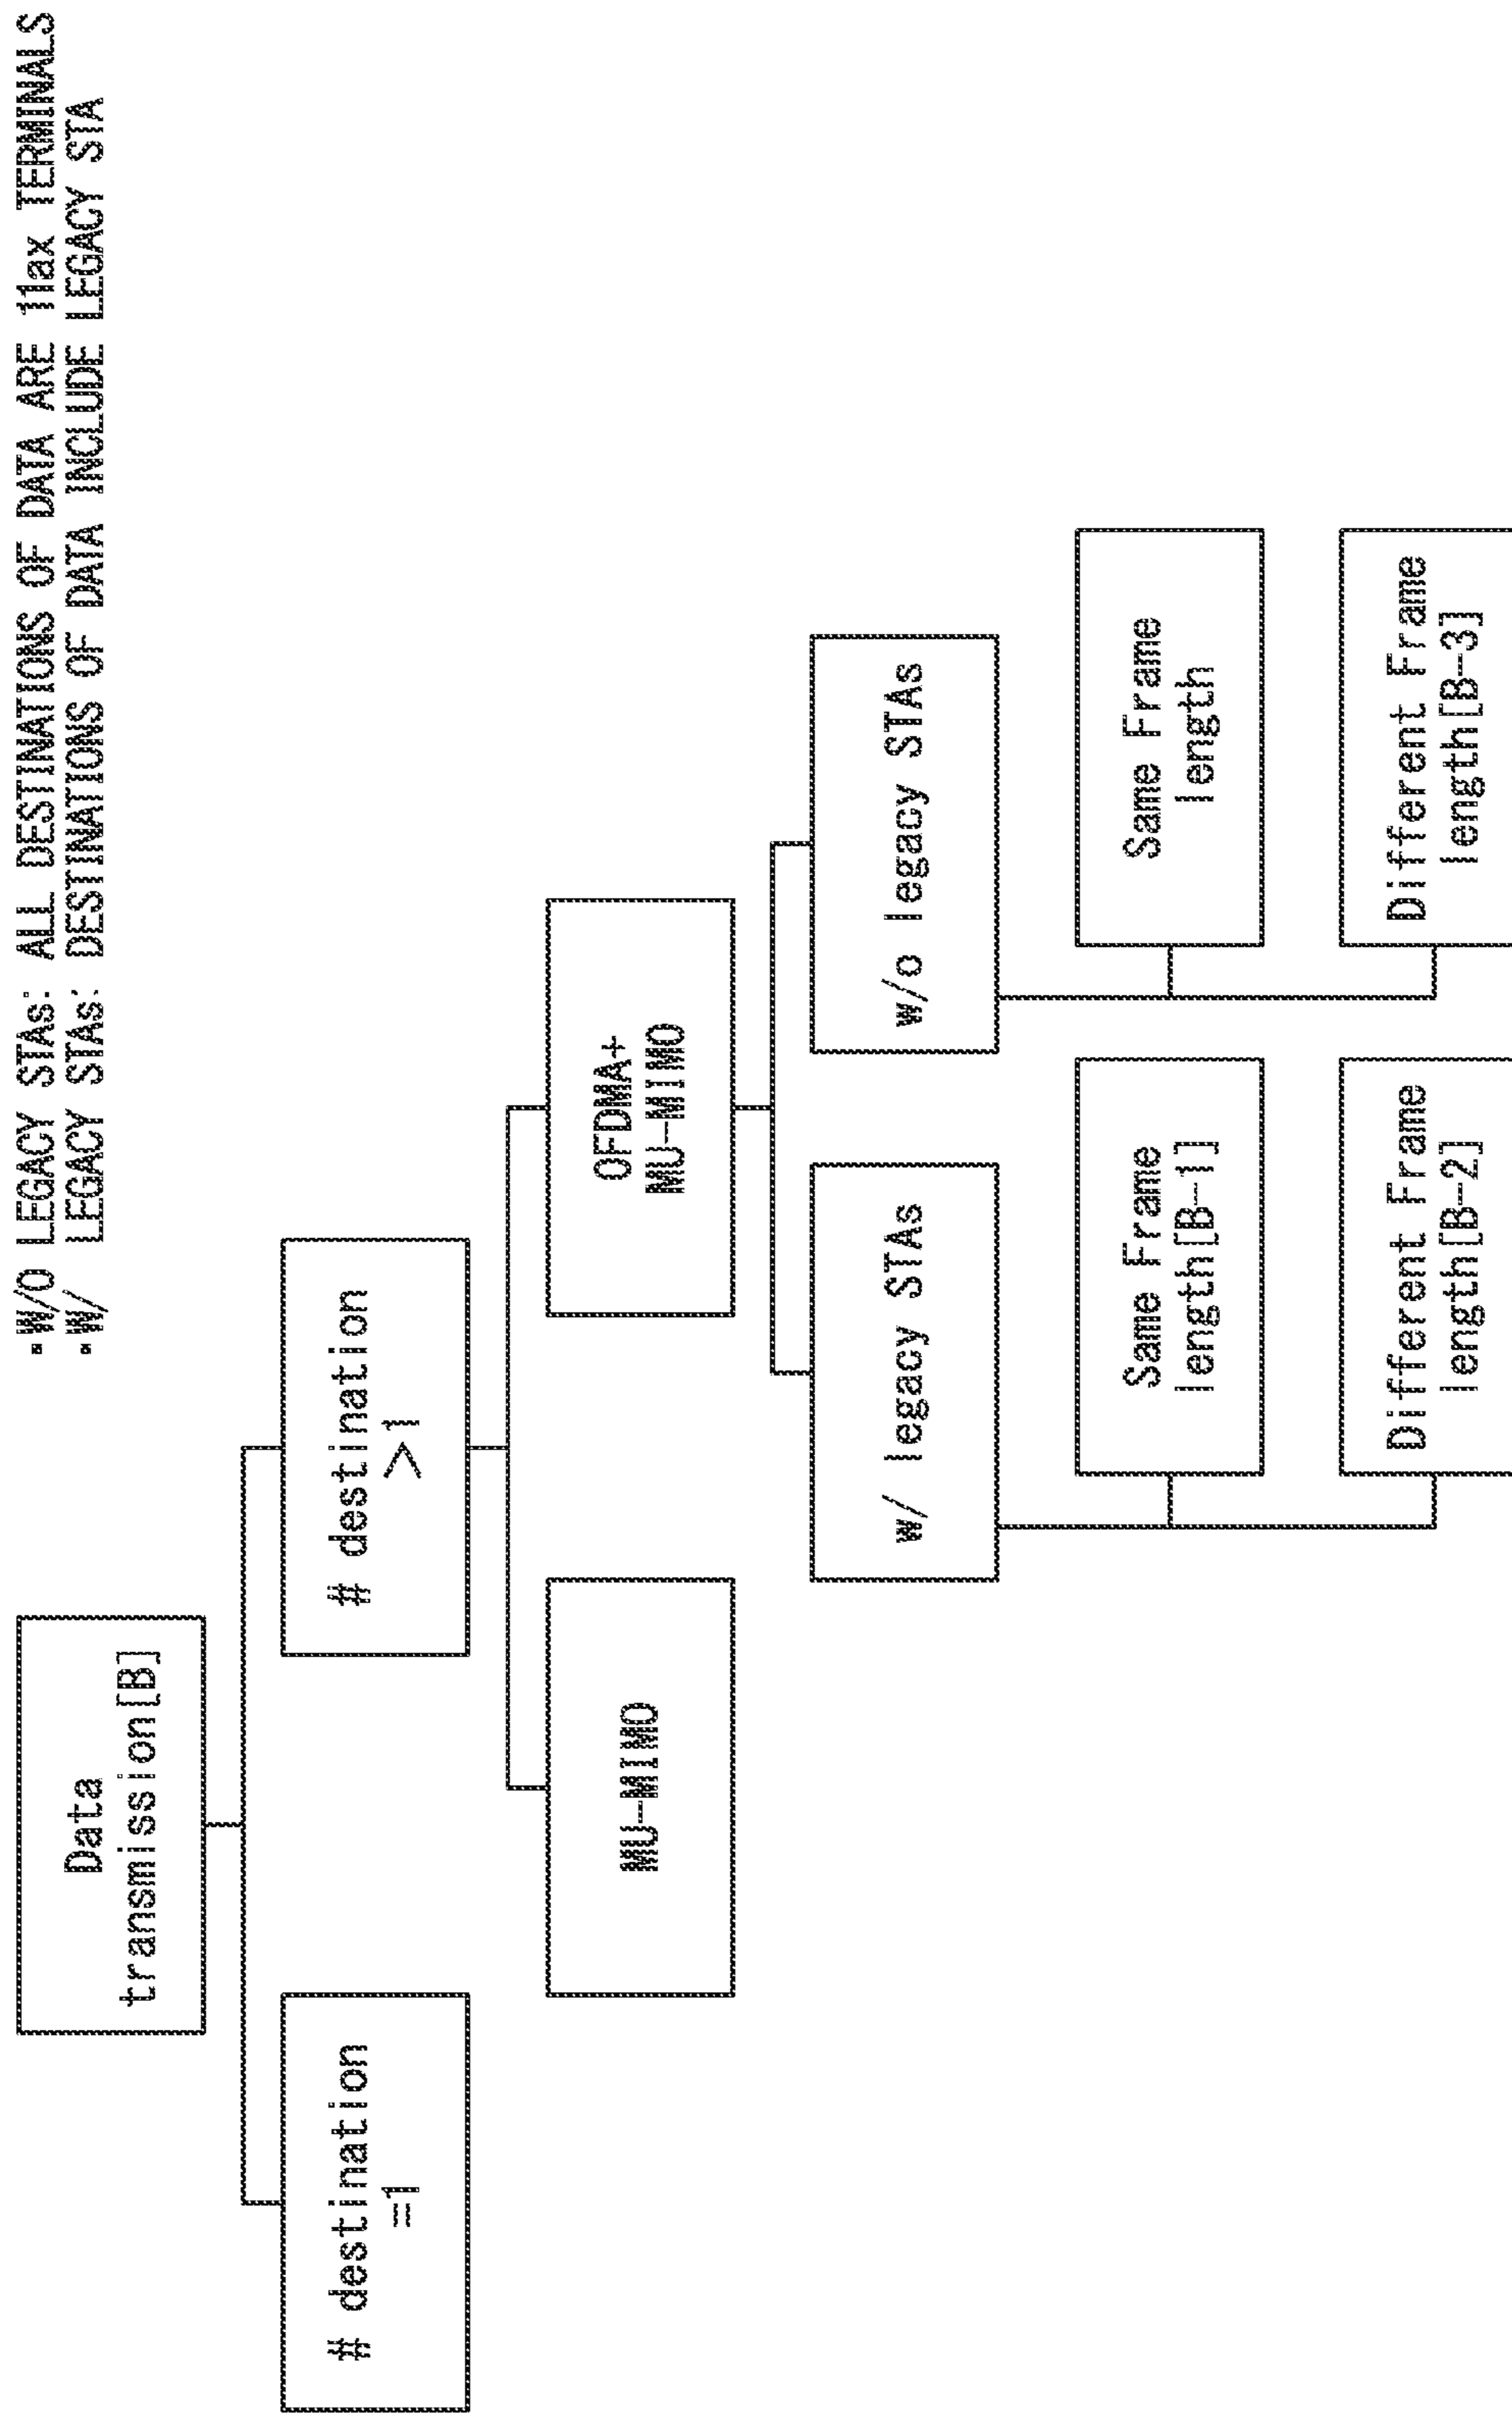 ·W/O LEGACY STAs: ALL DESTINATIONS OF DATA ARE 11ax TERMINALS
·W/ LEGACY STAs: DESTINATIONS OF DATA INCLUDE LEGACY STA
Data
transmission[B]
# destination
=1
# destination
>1
MU-MIMO
OFDMA+
MU-MIMO
w/ legacy STAs
w/o legacy STAs
Same Frame
length[B-1]
Same Frame
length
Different Frame
length[B-2]
Different Frame
length[B-3]